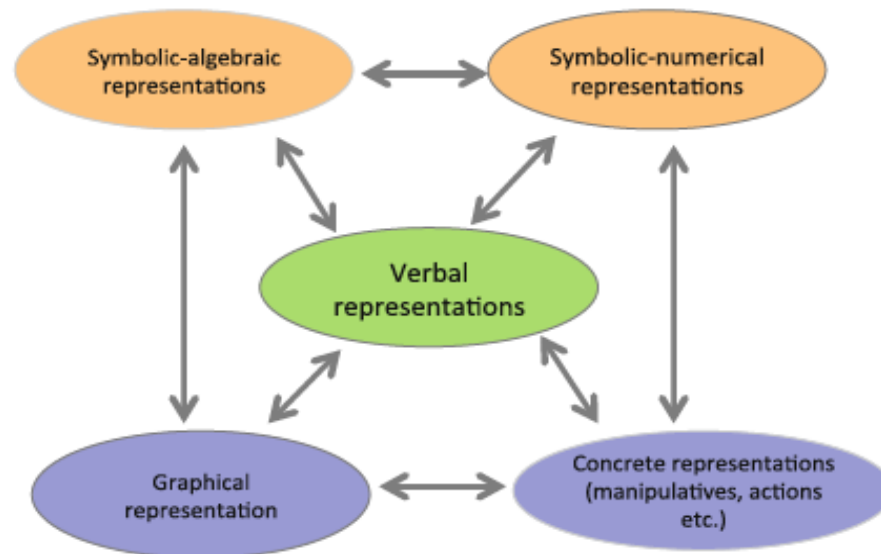 Symbolic-algebraic
representations
Symbolic-numerical
representations
Verbal
representations
Graphical
representation
Concrete representations
(manipulatives, actions
etc.)